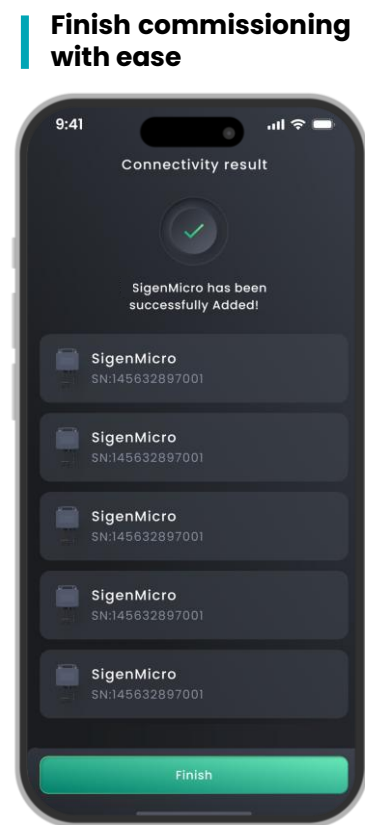 Finish commissioning
with ease
9:41
Connectivity result
SigenMicro has been
successfully Added!
SigenMicro
SN:145632897001
SigenMicro
SN:145632897001
SigenMicro
SN:145632897001
SigenMicro
SN:145632897001
SigenMicro
SN:145632897001
Finish